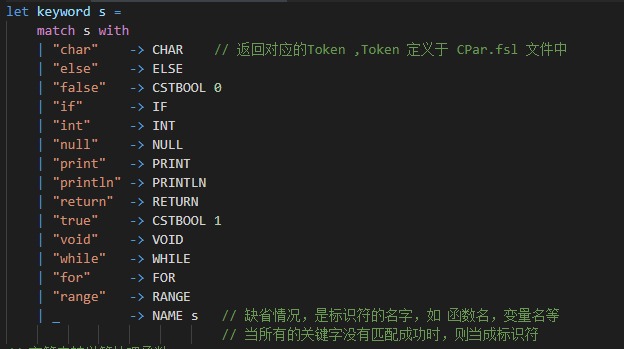 let keyword s =
match s with
| "char" -> CHAR // 返回对应的Token ,Token 定义于 CPar.fsl 文件中
| "else" -> ELSE
| "false" -> CSTBOOL 0
| "if" -> IF
| "int" -> INT
| "null" -> NULL
| "print" -> PRINT
| "println" -> PRINTLN
| "return" -> RETURN
| "true" -> CSTBOOL 1
| "void" -> VOID
| "while" -> WHILE
| "for" -> FOR
| "range" -> RANGE
| _ -> NAME s // 缺省情况，是标识符的名字，如 函数名，变量名等
// 当所有的关键字没有匹配成功时，则当成标识符